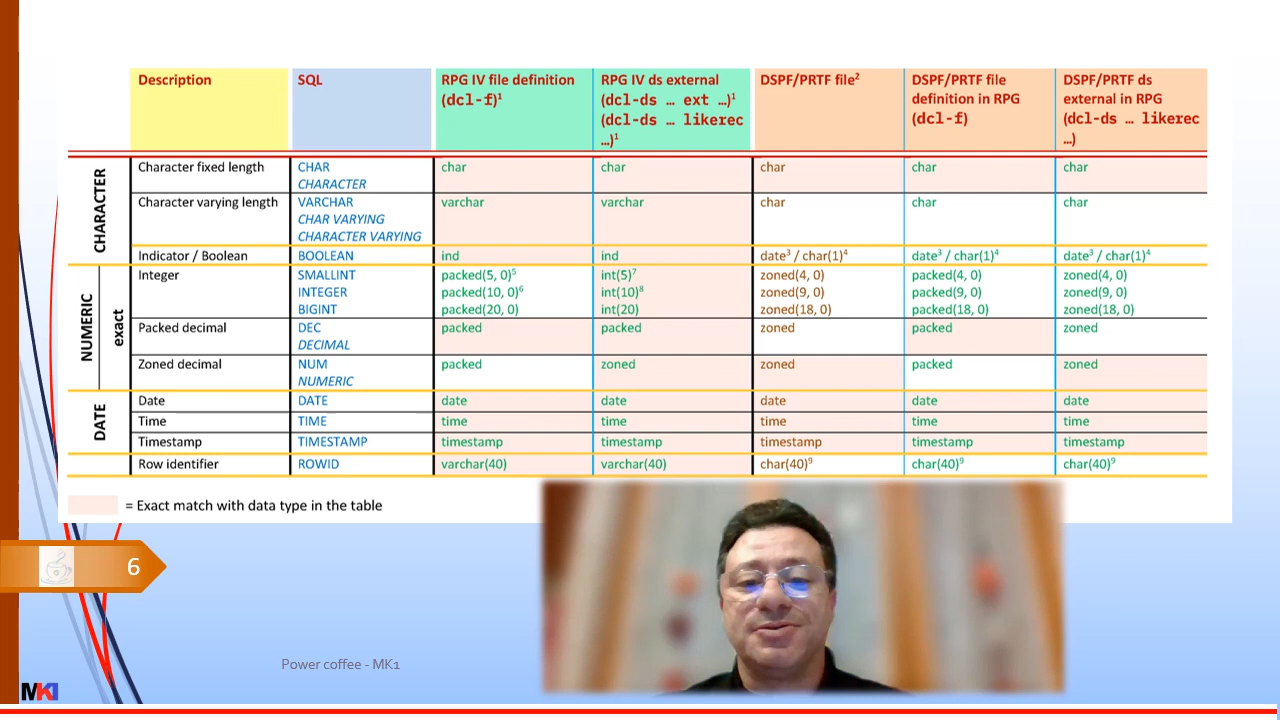 Description
SQL
RPG IV file definition
(dcl-f)¹
RPG IV ds external
(dcl-ds … ext …)¹
(dcl-ds … likerec
…)¹
DSPF/PRTF file²
DSPF/PRTF file
definition in RPG
(dcl-f)
DSPF/PRTF ds
external in RPG
(dcl-ds … likerec
…)
CHARACTER
Character fixed length
CHAR
CHARACTER
char
char
char
char
char
Character varying length
VARCHAR
CHAR VARYING
CHARACTER VARYING
varchar
varchar
char
char
char
Indicator / Boolean
BOOLEAN
ind
ind
date³ / char(1)⁴
date³ / char(1)⁴
date³ / char(1)⁴
NUMERIC
exact
Integer
SMALLINT
INTEGER
BIGINT
packed(5, 0)⁵
packed(10, 0)⁶
packed(20, 0)
int(5)⁷
int(10)⁸
int(20)
zoned(4, 0)
zoned(9, 0)
zoned(18, 0)
packed(4, 0)
packed(9, 0)
packed(18, 0)
zoned(4, 0)
zoned(9, 0)
zoned(18, 0)
Packed decimal
DEC
DECIMAL
packed
packed
zoned
packed
zoned
Zoned decimal
NUM
NUMERIC
packed
zoned
zoned
packed
zoned
DATE
Date
DATE
date
date
date
date
date
Time
TIME
time
time
time
time
time
Timestamp
TIMESTAMP
timestamp
timestamp
timestamp
timestamp
timestamp
Row identifier
ROWID
varchar(40)
varchar(40)
char(40)⁹
char(40)⁹
char(40)⁹
= Exact match with data type in the table
6
Power coffee - MK1
MK1